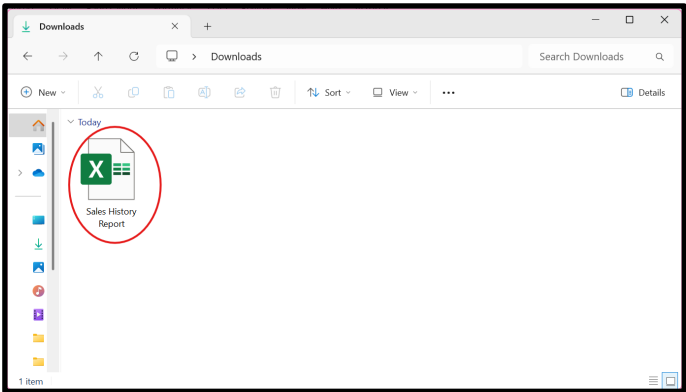 Downloads
Downloads
Search Downloads
New
Sort
View
Details
Today
X
Sales History
Report
1 item